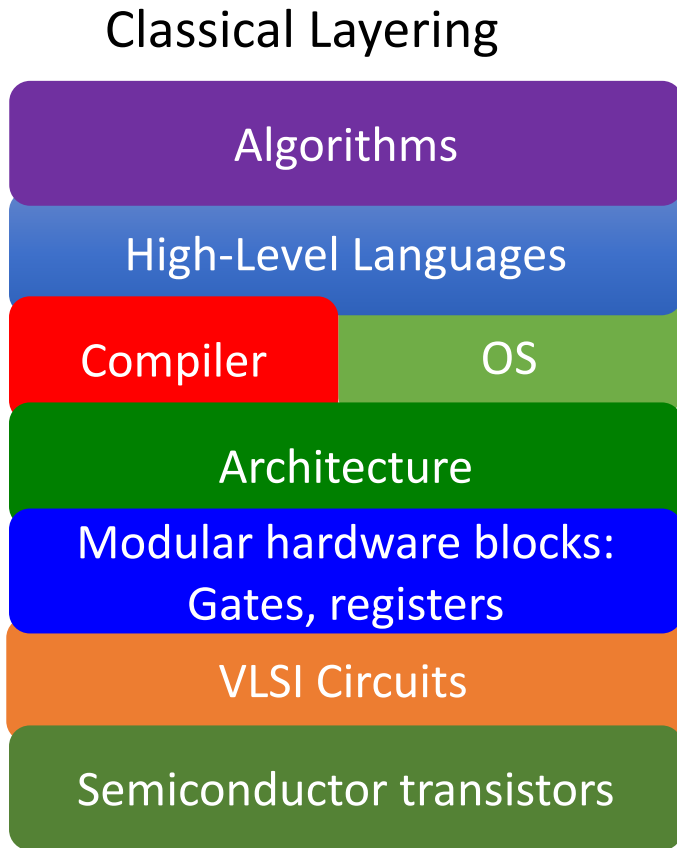 Classical Layering
Algorithms
High-Level Languages
Compiler
OS
Architecture
Modular hardware blocks:
Gates, registers
VLSI Circuits
Semiconductor transistors